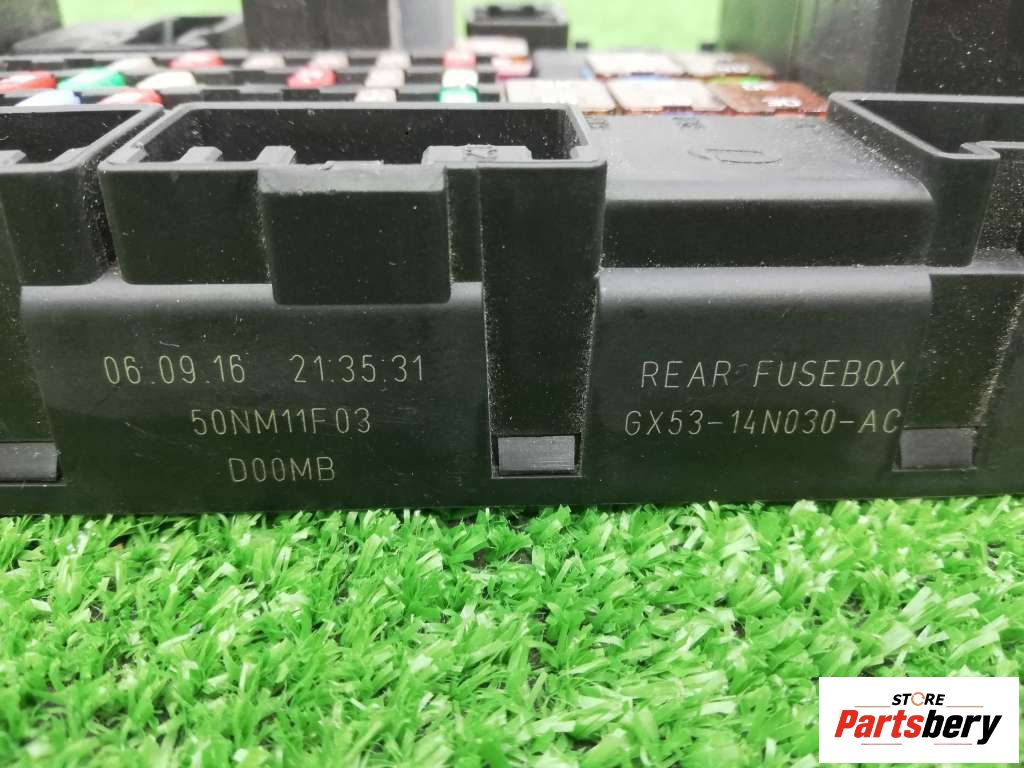 06.09.16 21:35:31
50NM11F03
D00MB
REAR FUSEBOX
GX53-14N030-AC
STORE
Partsbery